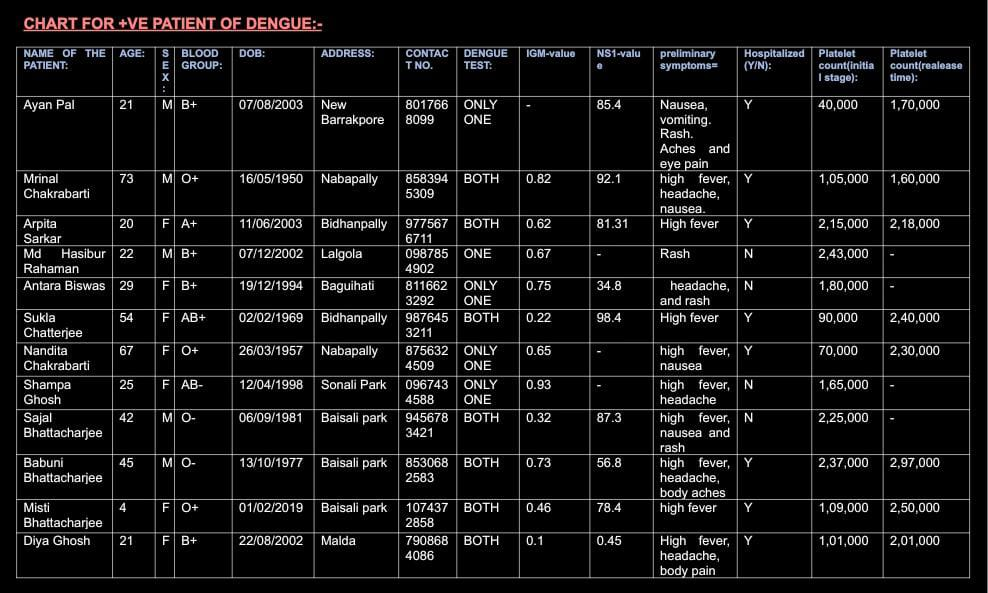 CHART FOR +VE PATIENT OF DENGUE:-
NAME OF THE PATIENT: AGE: SEX: BLOOD GROUP: DOB: ADDRESS: CONTACT NO. DENGUE TEST: IGM-value NS1-value preliminary symptoms= Hospitalized (Y/N): Platelet count(initial stage): Platelet count(realease time):
Ayan Pal 21 M B+ 07/08/2003 New Barrakpore 8017668099 ONLY ONE - 85.4 Nausea, vomiting. Rash. Aches and eye pain Y 40,000 1,70,000
Mrinal Chakrabarti 73 M O+ 16/05/1950 Nabapally 8583945309 BOTH 0.82 92.1 high fever, headache, nausea. Y 1,05,000 1,60,000
Arpita Sarkar 20 F A+ 11/06/2003 Bidhanpally 9775676711 BOTH 0.62 81.31 High fever Y 2,15,000 2,18,000
Md Hasibur Rahaman 22 M B+ 07/12/2002 Lalgola 0987854902 ONE 0.67 - Rash N 2,43,000 -
Antara Biswas 29 F B+ 19/12/1994 Baguihati 8116623292 ONLY ONE 0.75 34.8 headache, and rash N 1,80,000 -
Sukla Chatterjee 54 F AB+ 02/02/1969 Bidhanpally 9876453211 BOTH 0.22 98.4 High fever Y 90,000 2,40,000
Nandita Chakrabarti 67 F O+ 26/03/1957 Nabapally 8756324509 ONLY ONE 0.65 - high fever, nausea Y 70,000 2,30,000
Shampa Ghosh 25 F AB- 12/04/1998 Sonali Park 0967434588 ONLY ONE 0.93 - high fever, headache N 1,65,000 -
Sajal Bhattacharjee 42 M O- 06/09/1981 Baisali park 9456783421 BOTH 0.32 87.3 high fever, nausea and rash N 2,25,000 -
Babuni Bhattacharjee 45 M O- 13/10/1977 Baisali park 8530682583 BOTH 0.73 56.8 high fever, headache, body aches Y 2,37,000 2,97,000
Misti Bhattacharjee 4 F O+ 01/02/2019 Baisali park 1074372858 BOTH 0.46 78.4 high fever Y 1,09,000 2,50,000
Diya Ghosh 21 F B+ 22/08/2002 Malda 7908684086 BOTH 0.1 0.45 High fever, headache, body pain Y 1,01,000 2,01,000